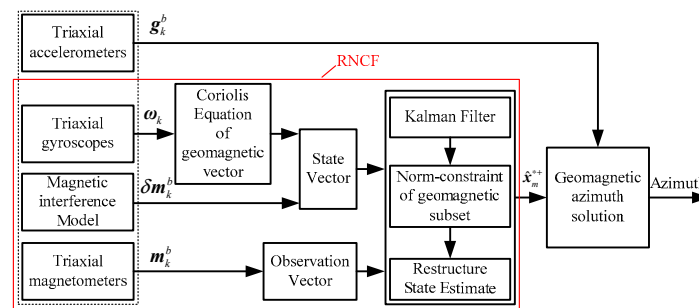 Triaxial
accelerometers
g_k^b
RNCF
Triaxial
gyroscopes
ω_k
Coriolis
Equation
of
geomagnetic
vector
Magnetic
interference
Model
δm_k^b
State
Vector
Triaxial
magnetometers
m_k^b
Observation
Vector
Kalman Filter
Norm-constraint
of geomagnetic
subset
Restructure
State Estimate
x̂_m^{*+}
Geomagnetic
azimuth
solution
Azimut